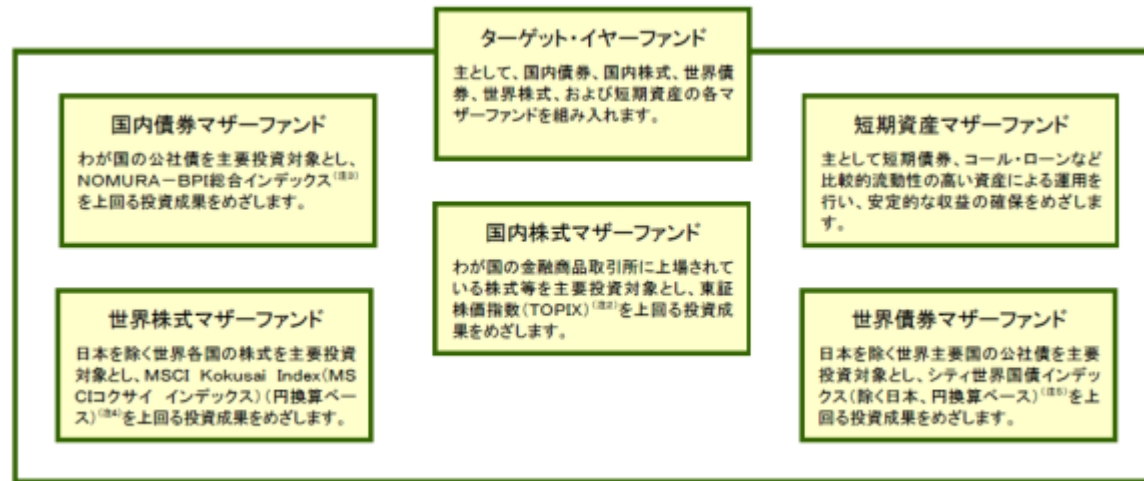 ターゲット・イヤーファンド
主として、国内債券、国内株式、世界債
券、世界株式、および短期資産の各マ
ザーファンドを組み入れます。
国内債券マザーファンド
わが国の公社債を主要投資対象とし、
NOMURA－BPI総合インデックス(注3)
を上回る投資成果をめざします。
短期資産マザーファンド
主として短期債券、コール・ローンなど
比較的流動性の高い資産による運用を
行い、安定的な収益の確保をめざしま
す。
国内株式マザーファンド
わが国の金融商品取引所に上場されて
いる株式等を主要投資対象とし、東証
株価指数(TOPIX)(注2)を上回る投資成
果をめざします。
世界株式マザーファンド
日本を除く世界各国の株式を主要投資
対象とし、MSCI Kokusai Index(MS
CIコクサイ インデックス)(円換算ベー
ス)(注4)を上回る投資成果をめざします。
世界債券マザーファンド
日本を除く世界主要国の公社債を主要
投資対象とし、シティ世界国債インデッ
クス(除く日本、円換算ベース)(注5)を上
回る投資成果をめざします。